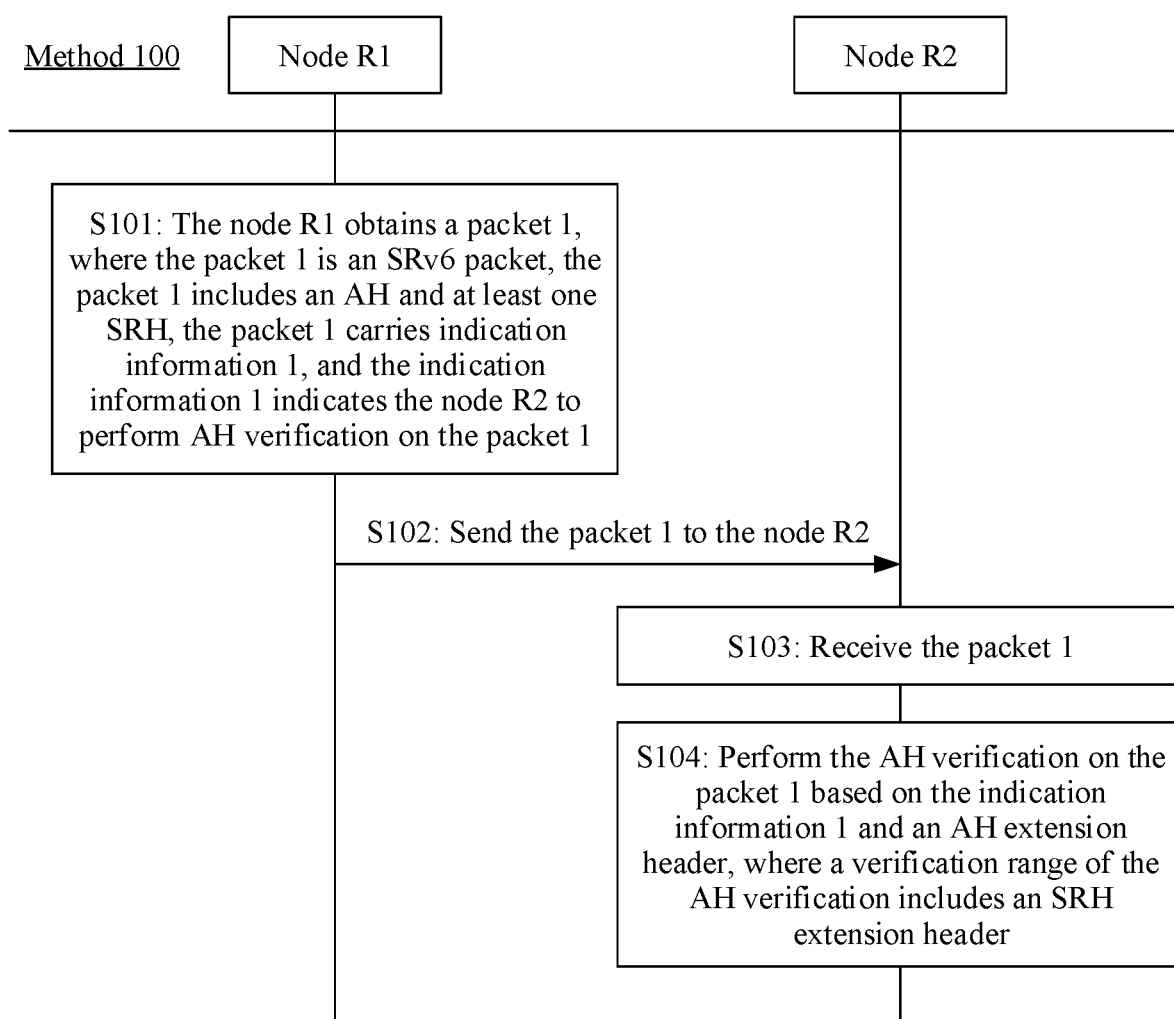 Method 100
Node R1
Node R2
S101: The node R1 obtains a packet 1,
where the packet 1 is an SRv6 packet, the
packet 1 includes an AH and at least one
SRH, the packet 1 carries indication
information 1, and the indication
information 1 indicates the node R2 to
perform AH verification on the packet 1
S102: Send the packet 1 to the node R2
S103: Receive the packet 1
S104: Perform the AH verification on the
packet 1 based on the indication
information 1 and an AH extension
header, where a verification range of the
AH verification includes an SRH
extension header